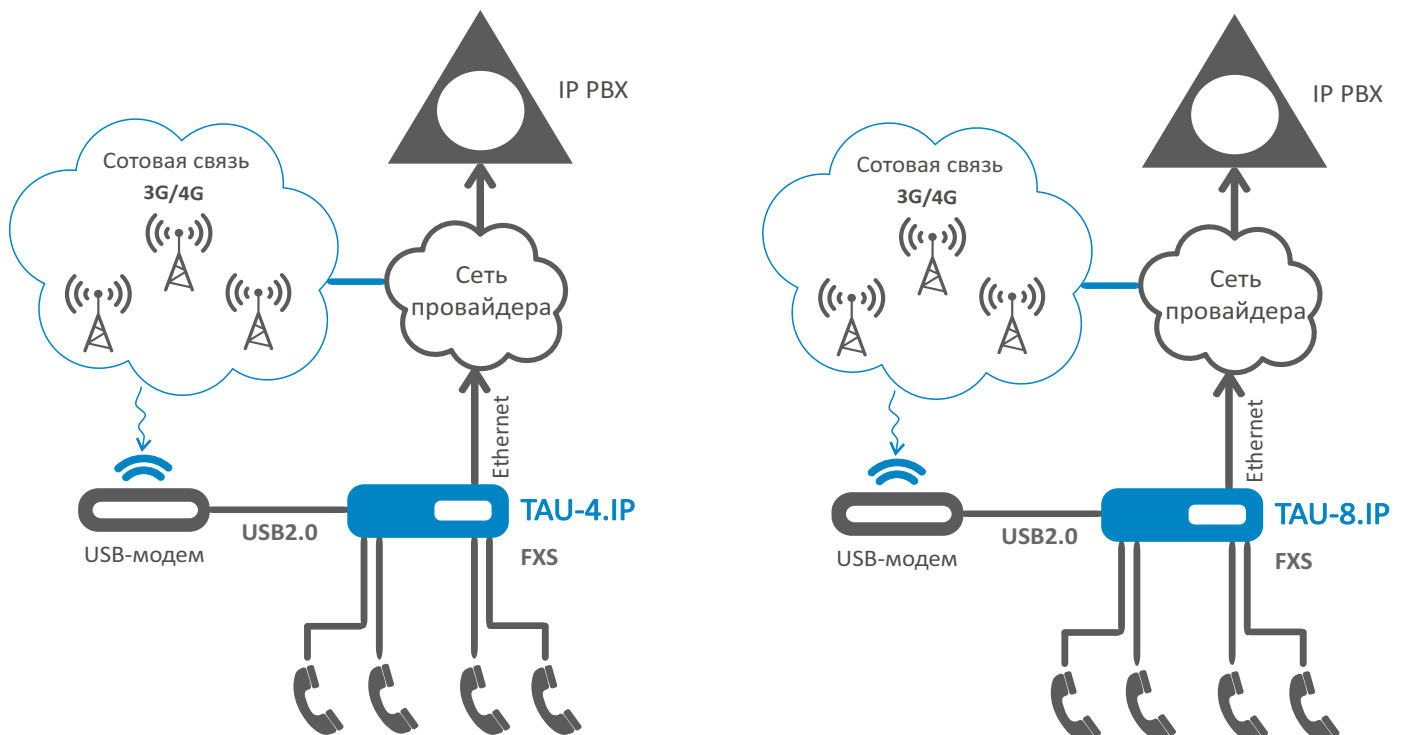 IP PBX
Сотовая связь
3G/4G
Сеть
провайдера
Ethernet
TAU-4.IP
USB2.0
USB-модем
FXS
IP PBX
Сотовая связь
3G/4G
Сеть
провайдера
Ethernet
TAU-8.IP
USB2.0
USB-модем
FXS